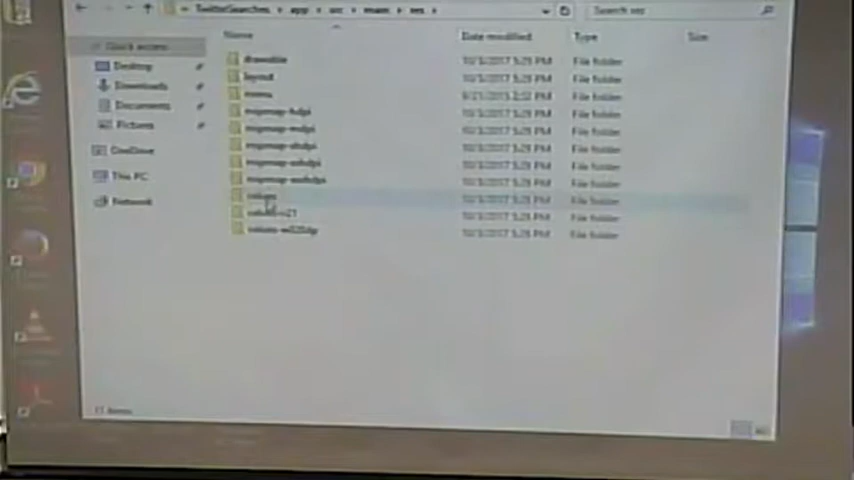 « TwitterSearches › app › src › main › res ›
Search res
Name
Date modified
Type
Size
Quick access
Desktop
Downloads
Documents
Pictures
OneDrive
This PC
Network
drawable 10/3/2017 5:29 PM File folder
layout 10/3/2017 5:29 PM File folder
menu 2:52 PM File folder
mipmap-hdpi 10/3/2017 5:29 PM File folder
mipmap-mdpi 10/3/2017 5:29 PM File folder
mipmap-xhdpi 10/3/2017 5:29 PM File folder
mipmap-xxhdpi 10/3/2017 5:29 PM File folder
mipmap-xxxhdpi 10/3/2017 5:29 PM File folder
values 10/3/2017 5:29 PM File folder
values-v21 10/3/2017 5:29 PM File folder
values-w820dp 10/3/2017 5:29 PM File folder
11 items